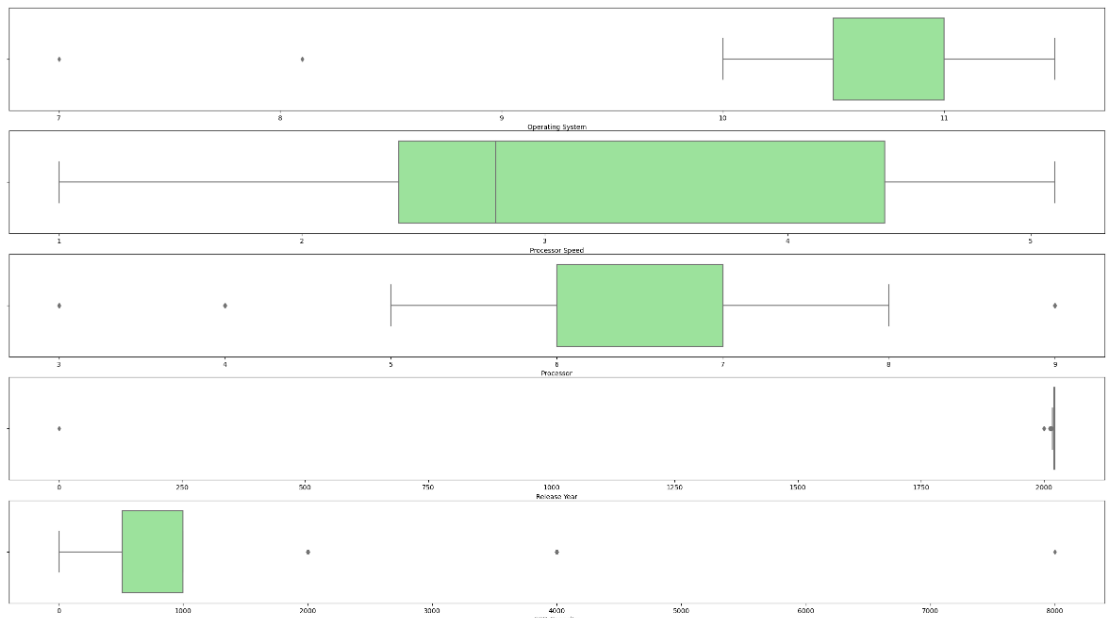 7 8 9 10 11
Operating System
1 2 3 4 5
Processor Speed
3 4 5 6 7 8 9
Processor
0 250 500 750 1000 1250 1500 1750 2000
Release Year
0 1000 2000 3000 4000 5000 6000 7000 8000